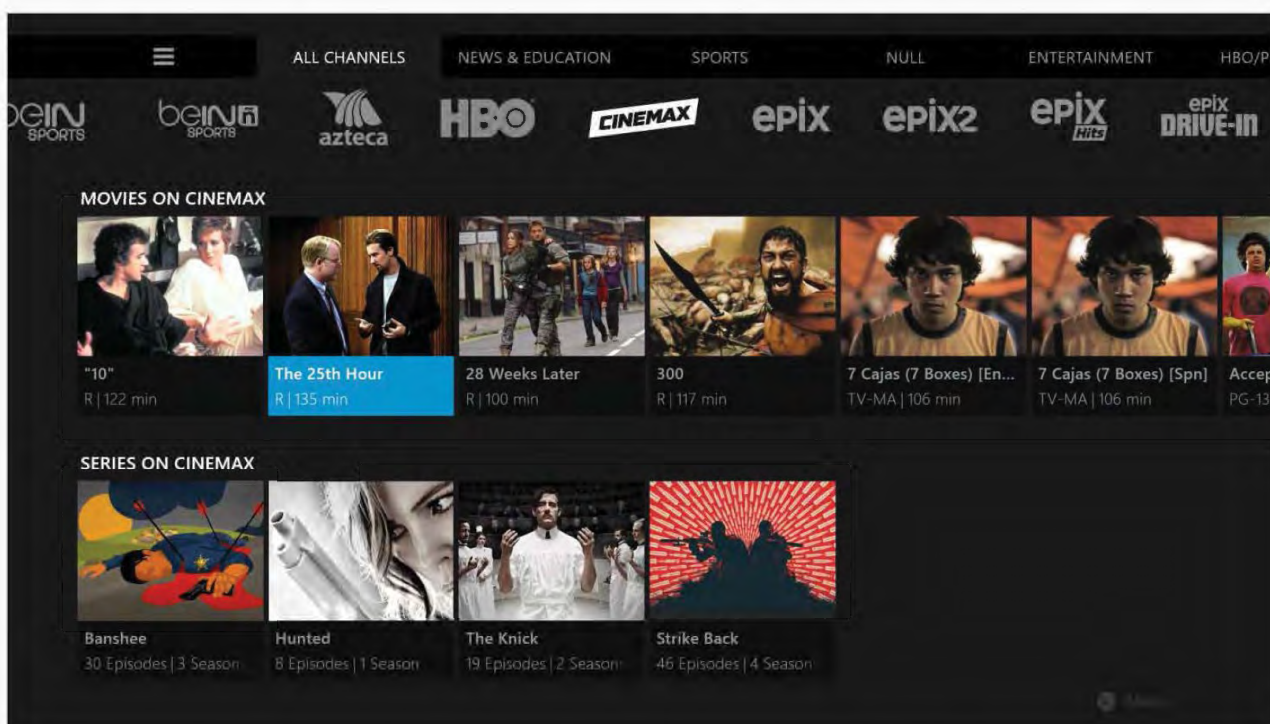 ALL CHANNELS NEWS & EDUCATION SPORTS NULL ENTERTAINMENT HBO/P
beIN SPORTS beIN ñ SPORTS azteca HBO CINEMAX epix epix2 epix Hits epix DRIVE-IN
MOVIES ON CINEMAX
"10" The 25th Hour 28 Weeks Later 300 7 Cajas (7 Boxes) [En... 7 Cajas (7 Boxes) [Spn] Accep
R | 122 min R | 135 min R | 100 min R | 117 min TV-MA | 106 min TV-MA | 106 min PG-13
SERIES ON CINEMAX
Banshee Hunted The Knick Strike Back
30 Episodes | 3 Season 8 Episodes | 1 Season 19 Episodes | 2 Season 46 Episodes | 4 Season